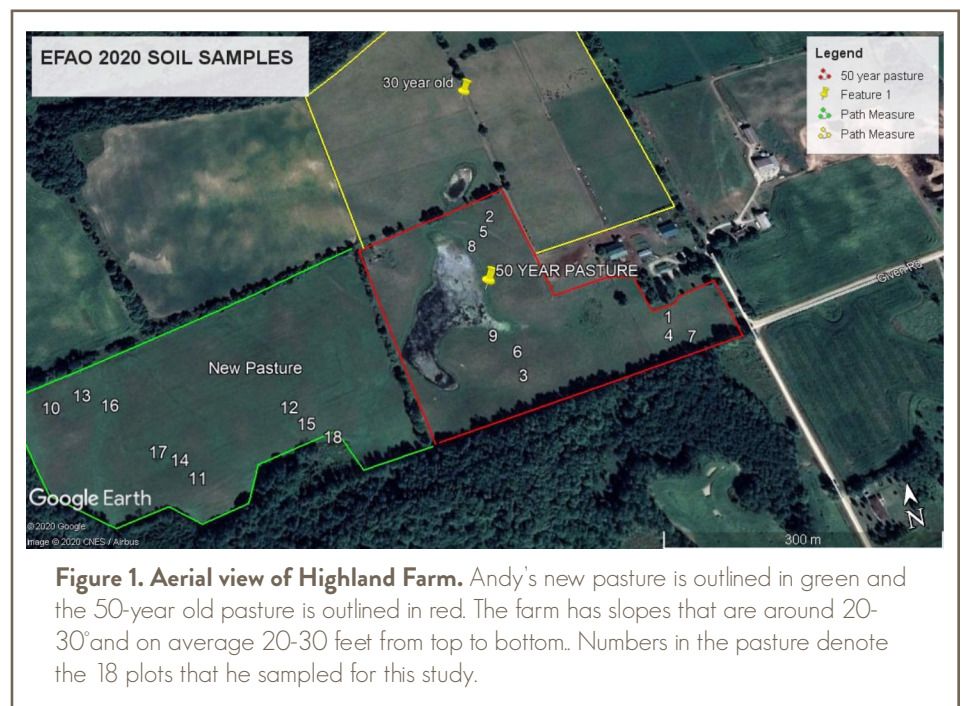 EFAO 2020 SOIL SAMPLES
Legend
50 year pasture
Feature 1
Path Measure
Path Measure
30 year old
2
5
8
50 YEAR PASTURE
Given Rd
1
4
7
9
6
3
New Pasture
13
10
16
12
15
18
17
14
11
Google Earth
© 2020 Google
Image © 2020 CNES / Airbus
300 m
N
Figure 1. Aerial view of Highland Farm. Andy's new pasture is outlined in green and
the 50-year old pasture is outlined in red. The farm has slopes that are around 20-
30°and on average 20-30 feet from top to bottom.. Numbers in the pasture denote
the 18 plots that he sampled for this study.